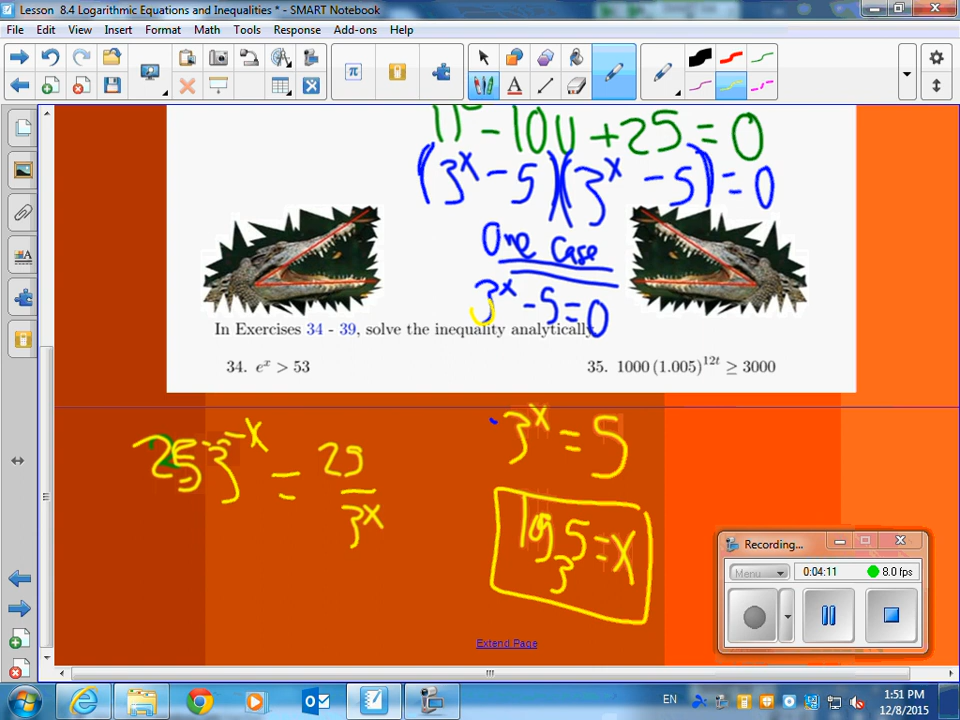 Lesson 8.4 Logarithmic Equations and Inequalities * - SMART Notebook
File Edit View Insert Format Math Tools Response Add-ons Help
π
A
- 10u + 25 = 0
(3^x - 5)(3^x - 5) = 0
One Case
3^x - 5 = 0
In Exercises 34 - 39, solve the inequality analytically.
34. e^x > 53
35. 1000 (1.005)^12t ≥ 3000
25·3^-x = 25/3^x
3^x = 5
log_3 5 = x
Recording...
Menu 0:04:11 8.0 fps
Extend Page
EN
1:51 PM
12/8/2015